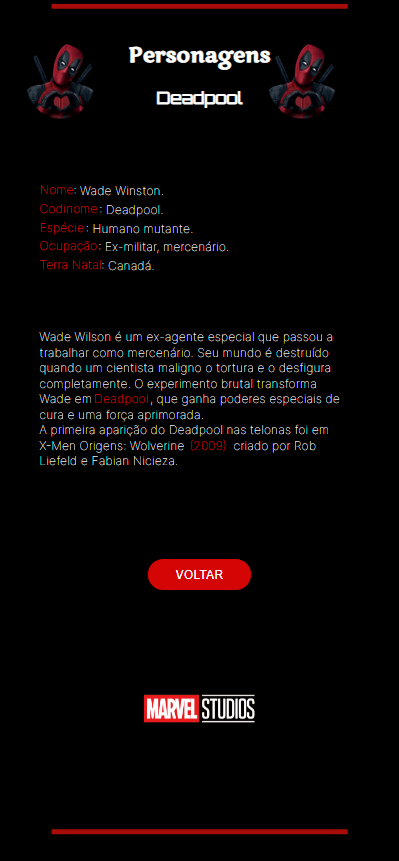 Personagens
Deadpool
Nome: Wade Winston.
Codinome: Deadpool.
Espécie: Humano mutante.
Ocupação: Ex-militar, mercenário.
Terra Natal: Canadá.
Wade Wilson é um ex-agente especial que passou a
trabalhar como mercenário. Seu mundo é destruído
quando um cientista maligno o tortura e o desfigura
completamente. O experimento brutal transforma
Wade em Deadpool, que ganha poderes especiais de
cura e uma força aprimorada.
A primeira aparição do Deadpool nas telonas foi em
X-Men Origens: Wolverine (2009) criado por Rob
Liefeld e Fabian Nicieza.
VOLTAR
MARVEL STUDIOS